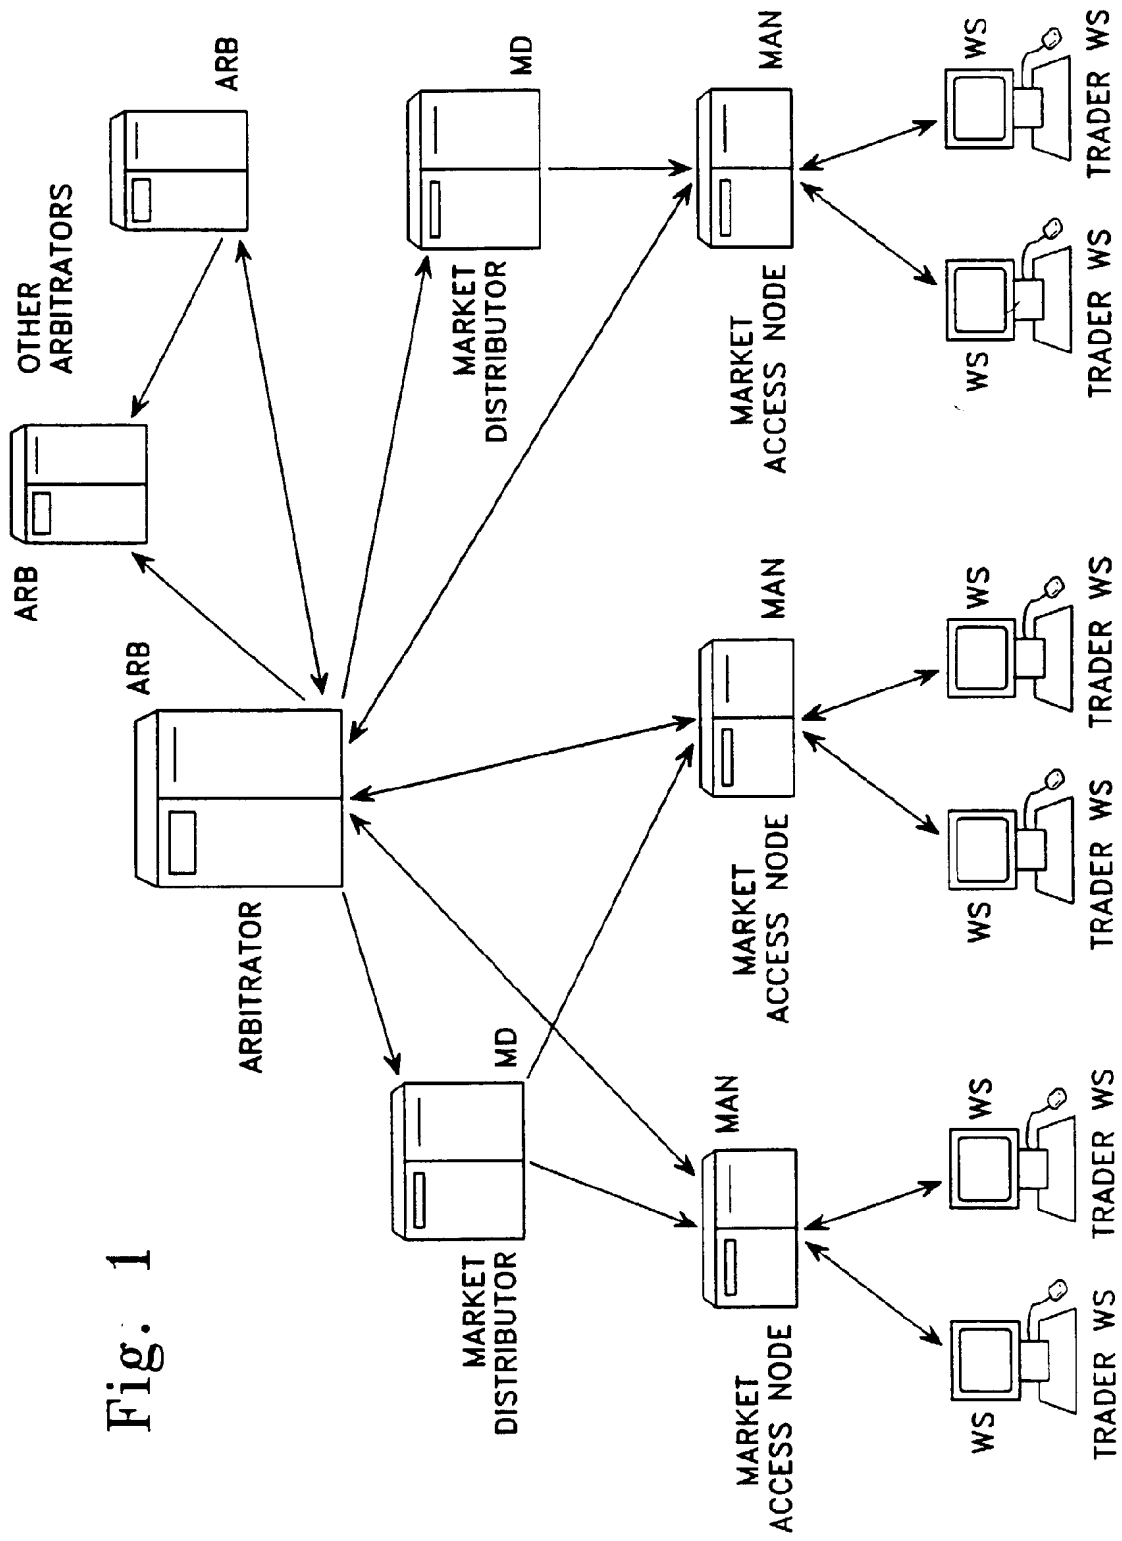 Fig. 1
ARB
OTHER
ARBITRATORS
ARB
ARB
ARBITRATOR
MARKET
DISTRIBUTOR
MD
MARKET
DISTRIBUTOR
MD
MARKET
ACCESS NODE
MAN
MARKET
ACCESS NODE
MAN
MARKET
ACCESS NODE
MAN
WS
WS
WS
WS
WS
WS
TRADER WS
TRADER WS
TRADER WS
TRADER WS
TRADER WS
TRADER WS